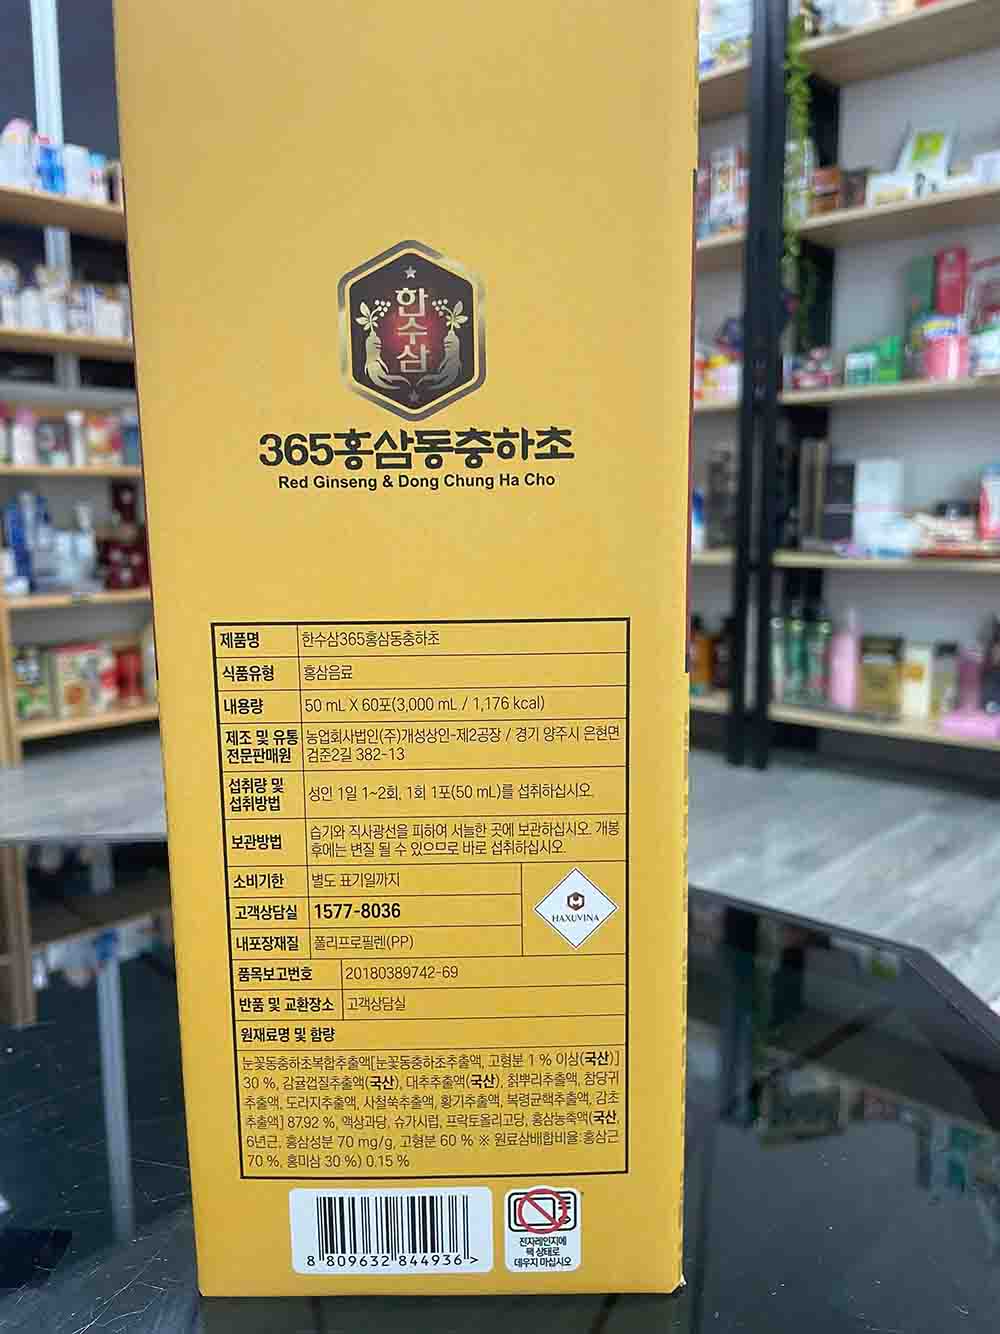 한수삼
365홍삼동충하초
Red Ginseng & Dong Chung Ha Cho
제품명 한수삼365홍삼동충하초
식품유형 홍삼음료
내용량 50 mL X 60포(3,000 mL / 1,176 kcal)
제조 및 유통 농업회사법인(주)개성상인-제2공장 / 경기 양주시 은현면
전문판매원 검준2길 382-13
섭취량 및
섭취방법 성인 1일 1~2회, 1회 1포(50 mL)를 섭취하십시오.
보관방법 습기와 직사광선을 피하여 서늘한 곳에 보관하십시오. 개봉
후에는 변질 될 수 있으므로 바로 섭취하십시오.
소비기한 별도 표기일까지
고객상담실 1577-8036
HAXUVINA
내포장재질 폴리프로필렌(PP)
품목보고번호 20180389742-69
반품 및 교환장소 고객상담실
원재료명 및 함량
눈꽃동충하초복합추출액[눈꽃동충하초추출액, 고형분 1 % 이상(국산)]
30 %, 감귤껍질추출액(국산), 대추추출액(국산), 칡뿌리추출액, 참당귀
추출액, 도라지추출액, 사철쑥추출액, 황기추출액, 복령균핵추출액, 감초
추출액] 87.92 %, 액상과당, 슈가시럽, 프락토올리고당, 홍삼농축액(국산,
6년근, 홍삼성분 70 mg/g, 고형분 60 % ※ 원료삼배합비율:홍삼근
70 %, 홍미삼 30 %) 0.15 %
8 809632 844936 >
전자레인지에
팩 상태로
데우지 마십시오